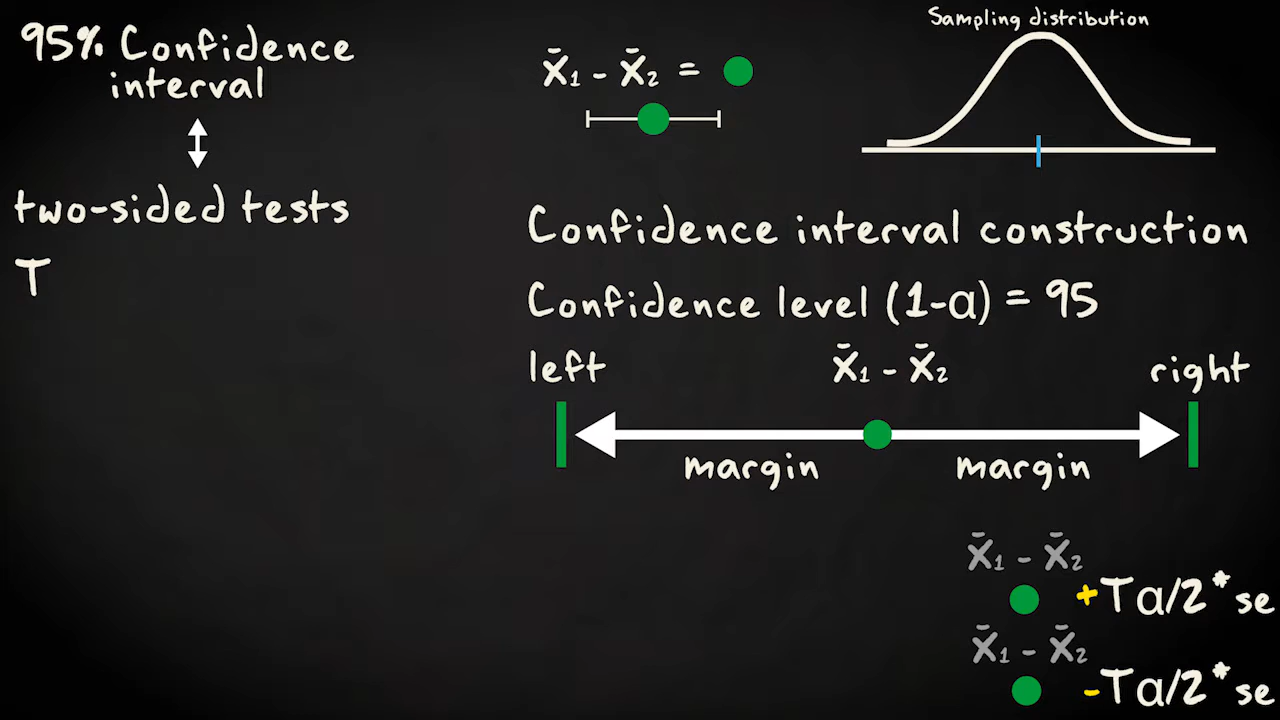 95% Confidence
interval
two-sided tests
T
Sampling distribution
x̄₁ - x̄₂ =
Confidence interval construction
Confidence level (1-α) = 95
left x̄₁ - x̄₂ right
margin margin
x̄₁ - x̄₂
+Tα/2*se
x̄₁ - x̄₂
-Tα/2*se